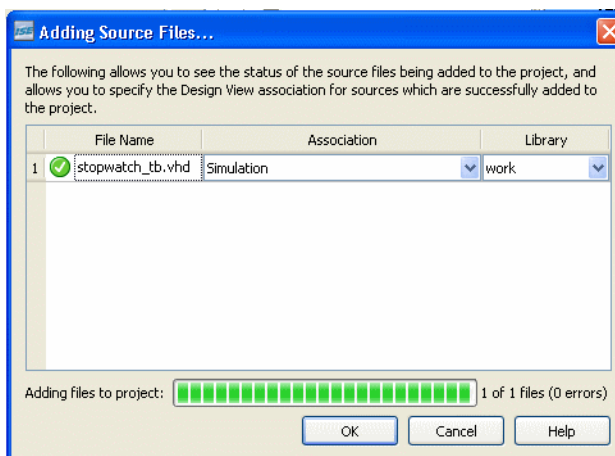 ISE Adding Source Files...
The following allows you to see the status of the source files being added to the project, and
allows you to specify the Design View association for sources which are successfully added to
the project.
File Name Association Library
1 stopwatch_tb.vhd Simulation work
Adding files to project: 1 of 1 files (0 errors)
OK Cancel Help